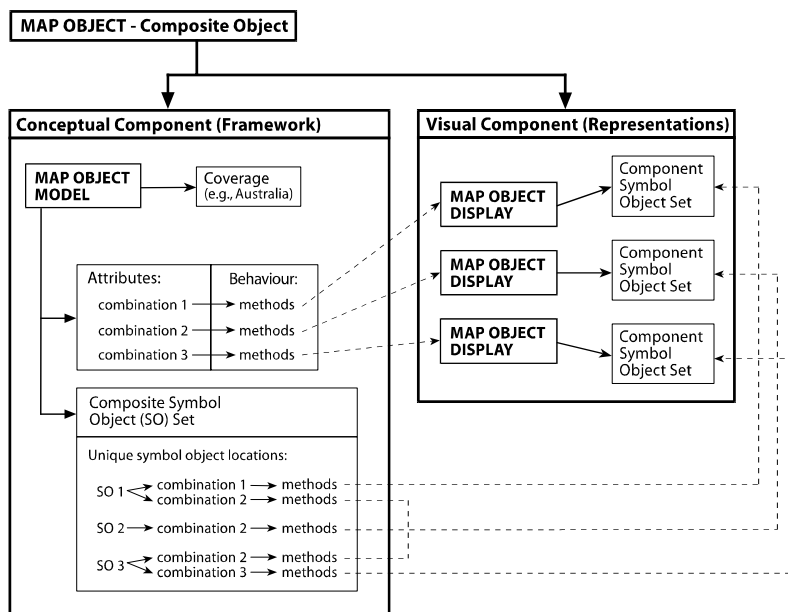 MAP OBJECT - Composite Object
Conceptual Component (Framework)
MAP OBJECT
MODEL
Coverage
(e.g., Australia)
Attributes:
Behaviour:
combination 1
methods
combination 2
methods
combination 3
methods
Composite Symbol
Object (SO) Set
Unique symbol object locations:
SO 1
combination 1
methods
combination 2
methods
SO 2
combination 2
methods
SO 3
combination 2
methods
combination 3
methods
Visual Component (Representations)
MAP OBJECT
DISPLAY
Component
Symbol
Object Set
MAP OBJECT
DISPLAY
Component
Symbol
Object Set
MAP OBJECT
DISPLAY
Component
Symbol
Object Set